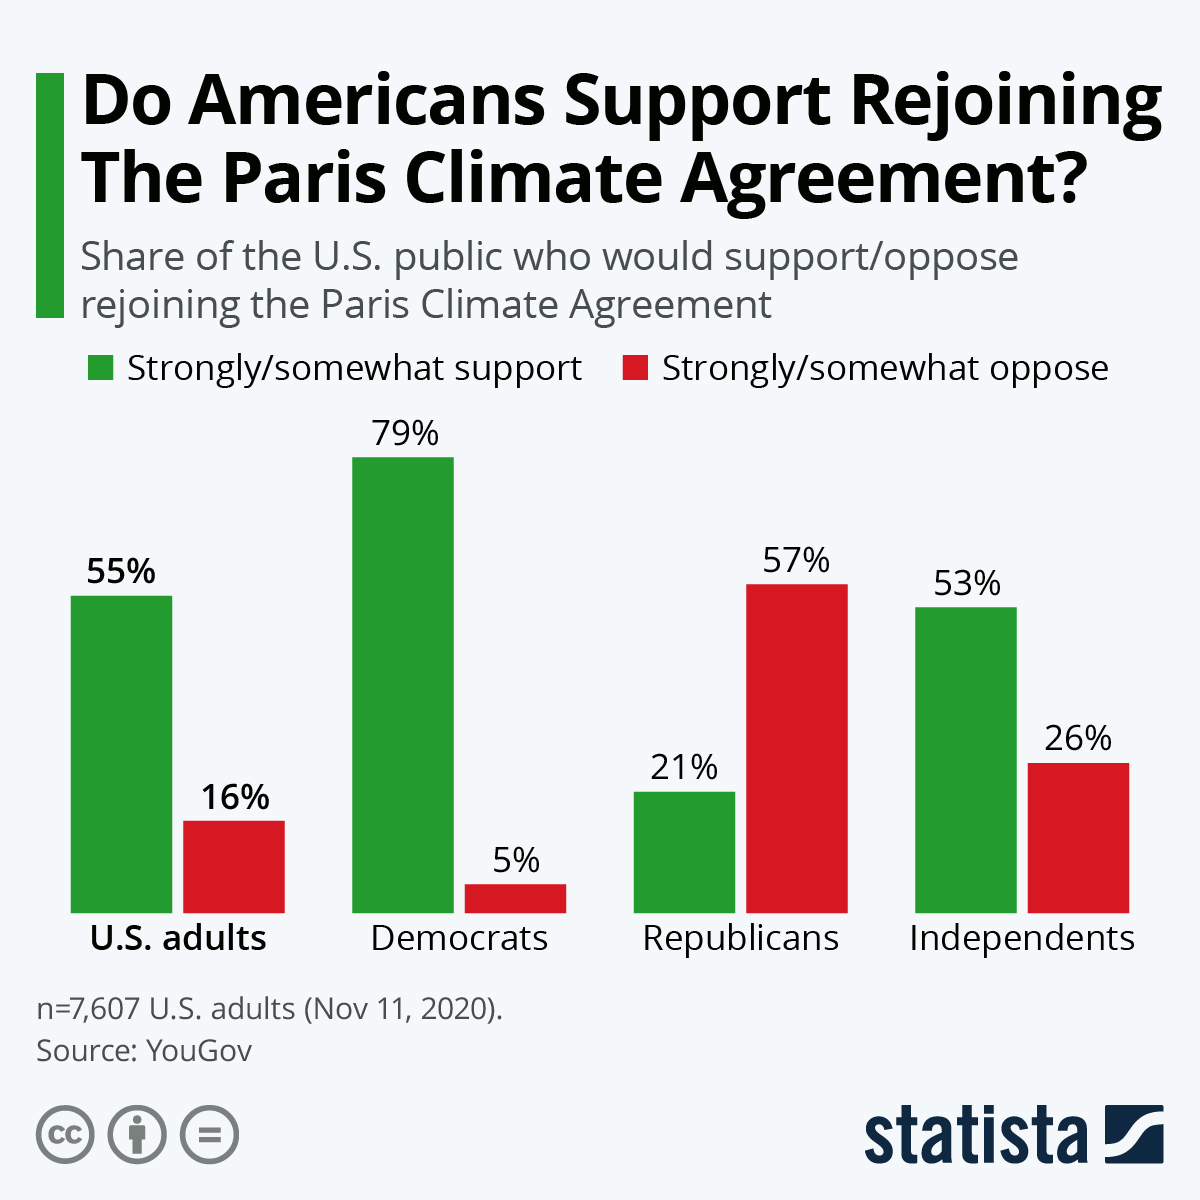 Do Americans Support Rejoining
The Paris Climate Agreement?
Share of the U.S. public who would support/oppose
rejoining the Paris Climate Agreement
Strongly/somewhat support Strongly/somewhat oppose
55% 16% 79% 5% 21% 57% 53% 26%
U.S. adults Democrats Republicans Independents
n=7,607 U.S. adults (Nov 11, 2020).
Source: YouGov
cc statista